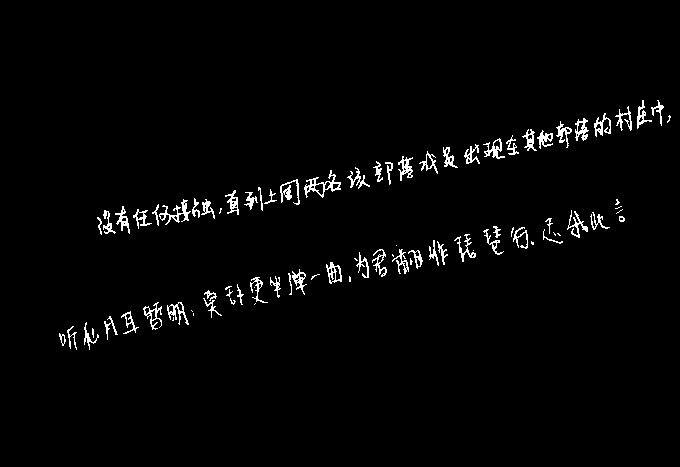 没有任何接触,直到上周两名该部落成员出现在其他部落的村庄中,
听私月耳暂明:莫辞更坐弹一曲,为君翻作琵琶行.感我此言